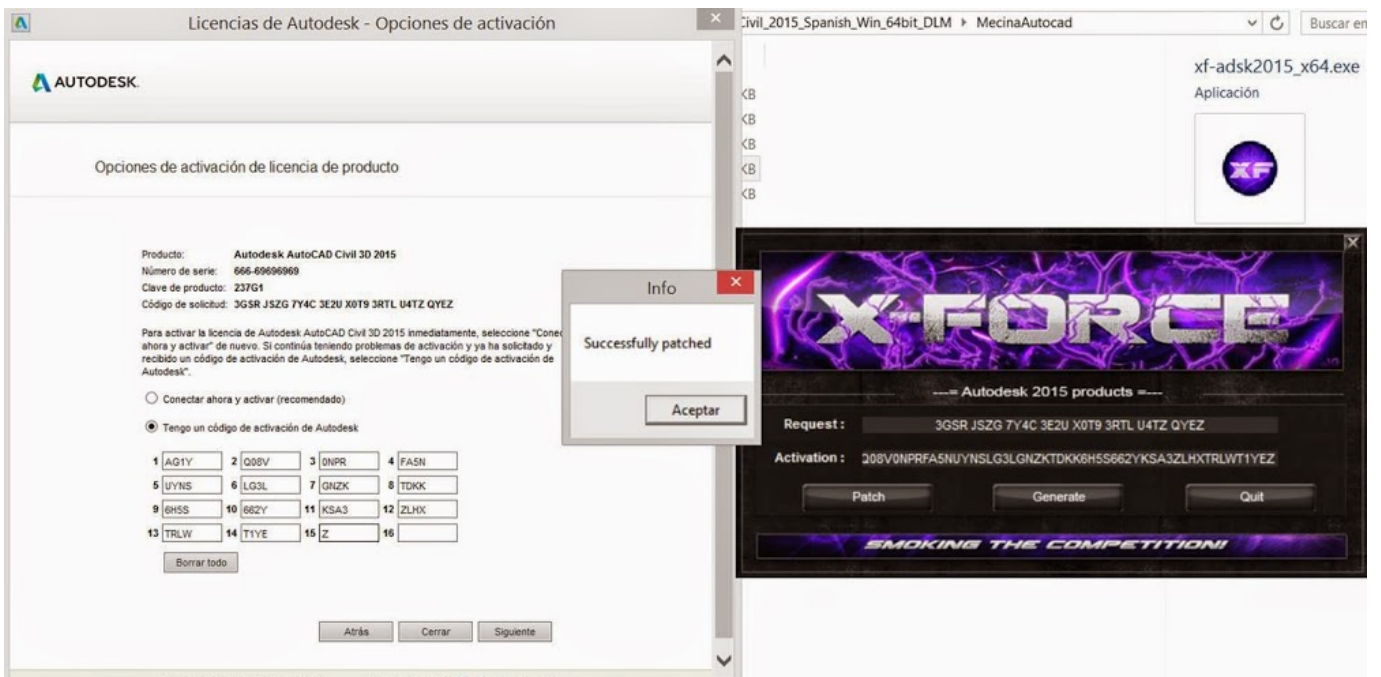 Licencias de Autodesk - Opciones de activación
AUTODESK.
Opciones de activación de licencia de producto
Producto: Autodesk AutoCAD Civil 3D 2015
Número de serie: 666-69696969
Clave de producto: 237G1
Código de solicitud: 3GSR JSZG 7Y4C 3E2U X0T9 3RTL U4TZ QYEZ
Para activar la licencia de Autodesk AutoCAD Civil 3D 2015 inmediatamente, seleccione "Conec
ahora y activar" de nuevo. Si continúa teniendo problemas de activación y ya ha solicitado y
recibido un código de activación de Autodesk, seleccione "Tengo un código de activación de
Autodesk".
Conectar ahora y activar (recomendado)
Tengo un código de activación de Autodesk
1 AG1Y 2 Q08V 3 0NPR 4 FA5N
5 UYNS 6 LG3L 7 GNZK 8 TDKK
9 6H5S 10 662Y 11 KSA3 12 ZLHX
13 TRLW 14 T1YE 15 Z 16
Borrar todo
Atrás Cerrar Siguiente
Info
Successfully patched
Aceptar
Civil_2015_Spanish_Win_64bit_DLM MecinaAutocad
Buscar en
KB
KB
KB
KB
KB
xf-adsk2015_x64.exe
Aplicación
XF
X-FORCE
---= Autodesk 2015 products =---
Request : 3GSR JSZG 7Y4C 3E2U X0T9 3RTL U4TZ QYEZ
Activation : Q08V0NPRFA5NUYNSLG3LGNZKTDKK6H5S662YKSA3ZLHXTRLWT1YEZ
Patch Generate Quit
SMOKING THE COMPETITION!